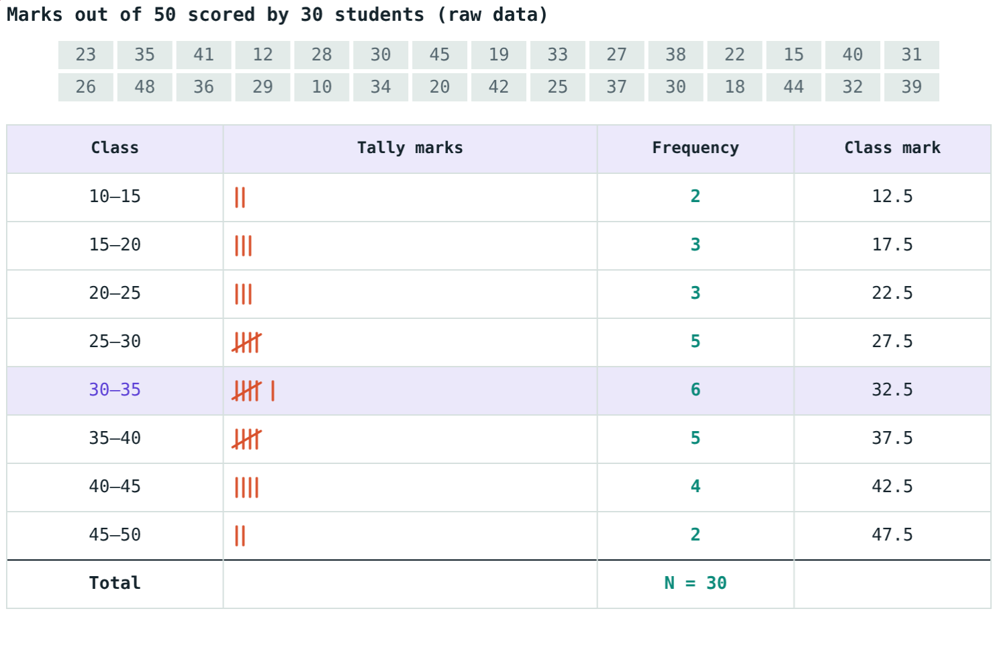 Marks out of 50 scored by 30 students (raw data)
23 35 41 12 28 30 45 19 33 27 38 22 15 40 31
26 48 36 29 10 34 20 42 25 37 30 18 44 32 39
Class Tally marks Frequency Class mark
10–15 2 12.5
15–20 3 17.5
20–25 3 22.5
25–30 5 27.5
30–35 6 32.5
35–40 5 37.5
40–45 4 42.5
45–50 2 47.5
Total N = 30